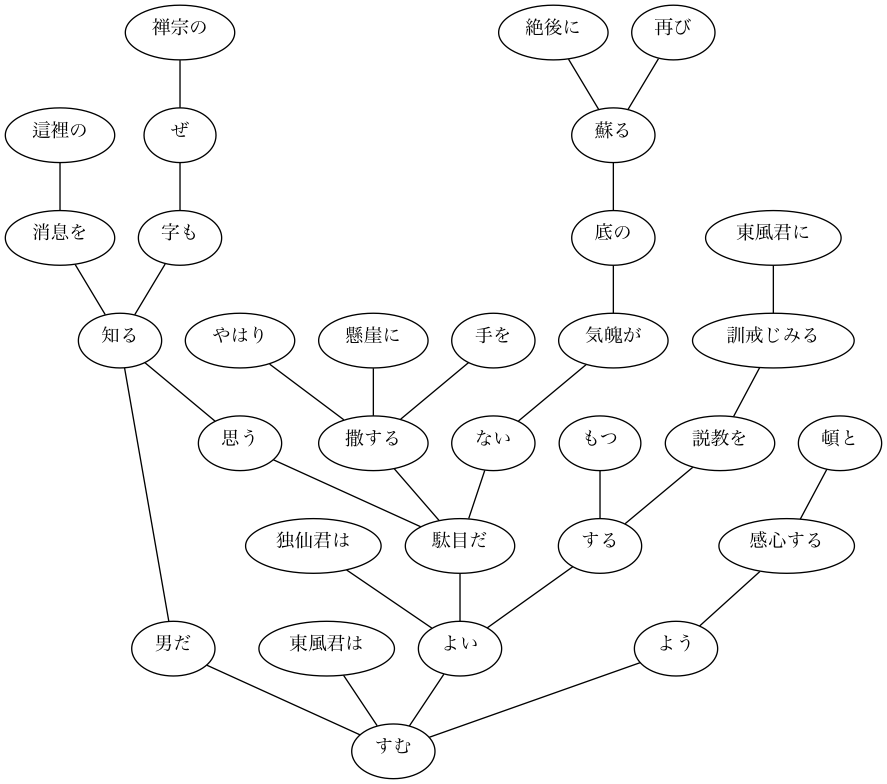 禅宗の
絶後に
再び
這裡の
ぜ
蘇る
消息を
字も
底の
東風君に
知る
やはり
懸崖に
手を
気魄が
訓戒じみる
思う
撒する
ない
もつ
説教を
頓と
独仙君は
駄目だ
する
感心する
男だ
東風君は
よい
よう
すむ